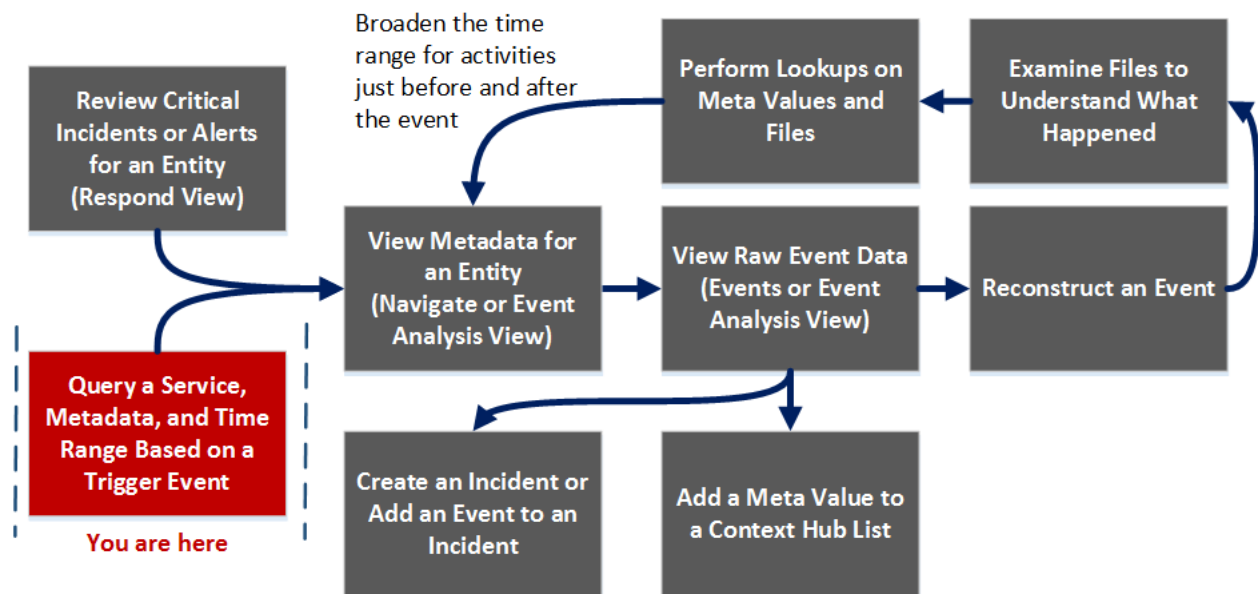 Broaden the time
range for activities
just before and after
the event
Review Critical
Incidents or Alerts
for an Entity
(Respond View)
Perform Lookups on
Meta Values and
Files
Examine Files to
Understand What
Happened
View Metadata for
an Entity
(Navigate or Event
Analysis View)
View Raw Event Data
(Events or Event
Analysis View)
Reconstruct an Event
Query a Service,
Metadata, and Time
Range Based on a
Trigger Event
You are here
Create an Incident or
Add an Event to an
Incident
Add a Meta Value to
a Context Hub List